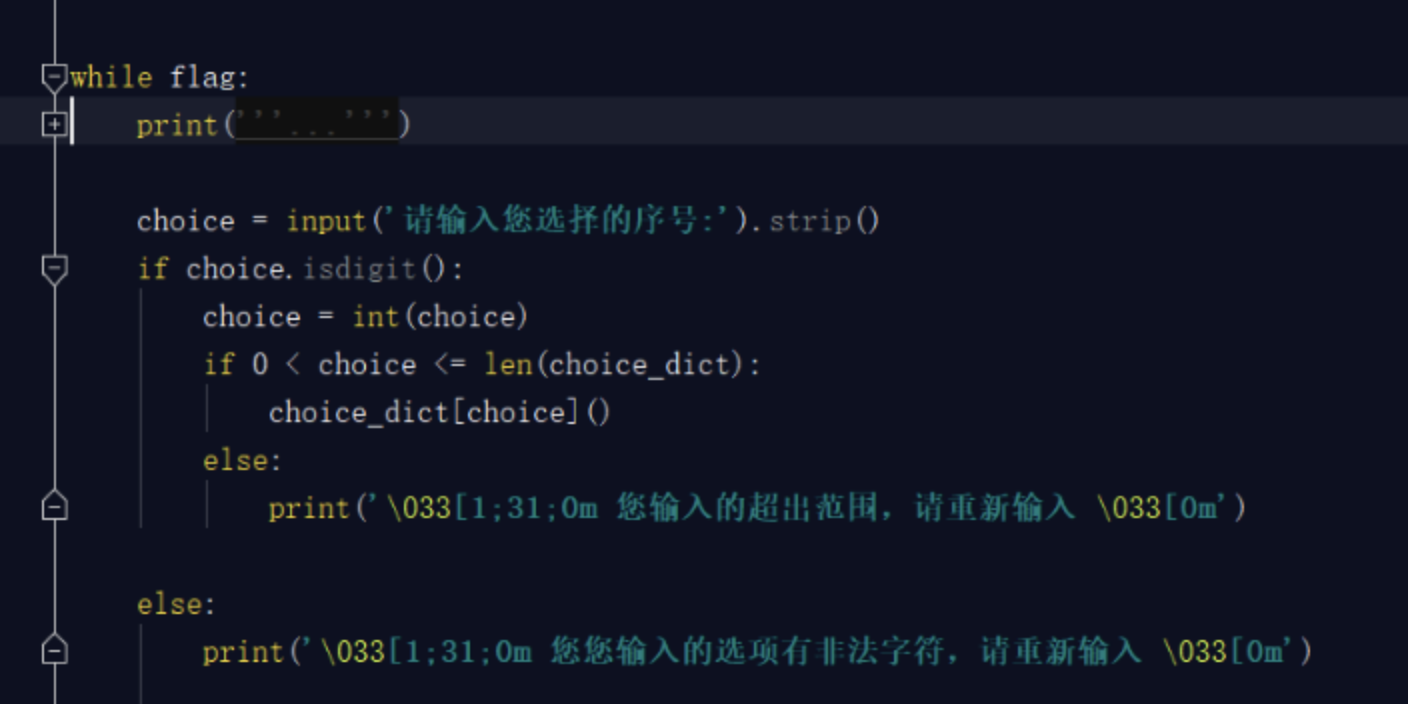 while flag:
print('''...''')
choice = input('请输入您选择的序号:').strip()
if choice.isdigit():
choice = int(choice)
if 0 < choice <= len(choice_dict):
choice_dict[choice]()
else:
print('\033[1;31;0m 您输入的超出范围，请重新输入 \033[0m')
else:
print('\033[1;31;0m 您您输入的选项有非法字符，请重新输入 \033[0m')